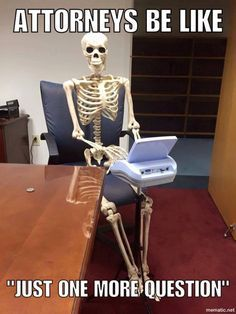 ATTORNEYS BE LIKE
"JUST ONE MORE QUESTION"
mematic.net